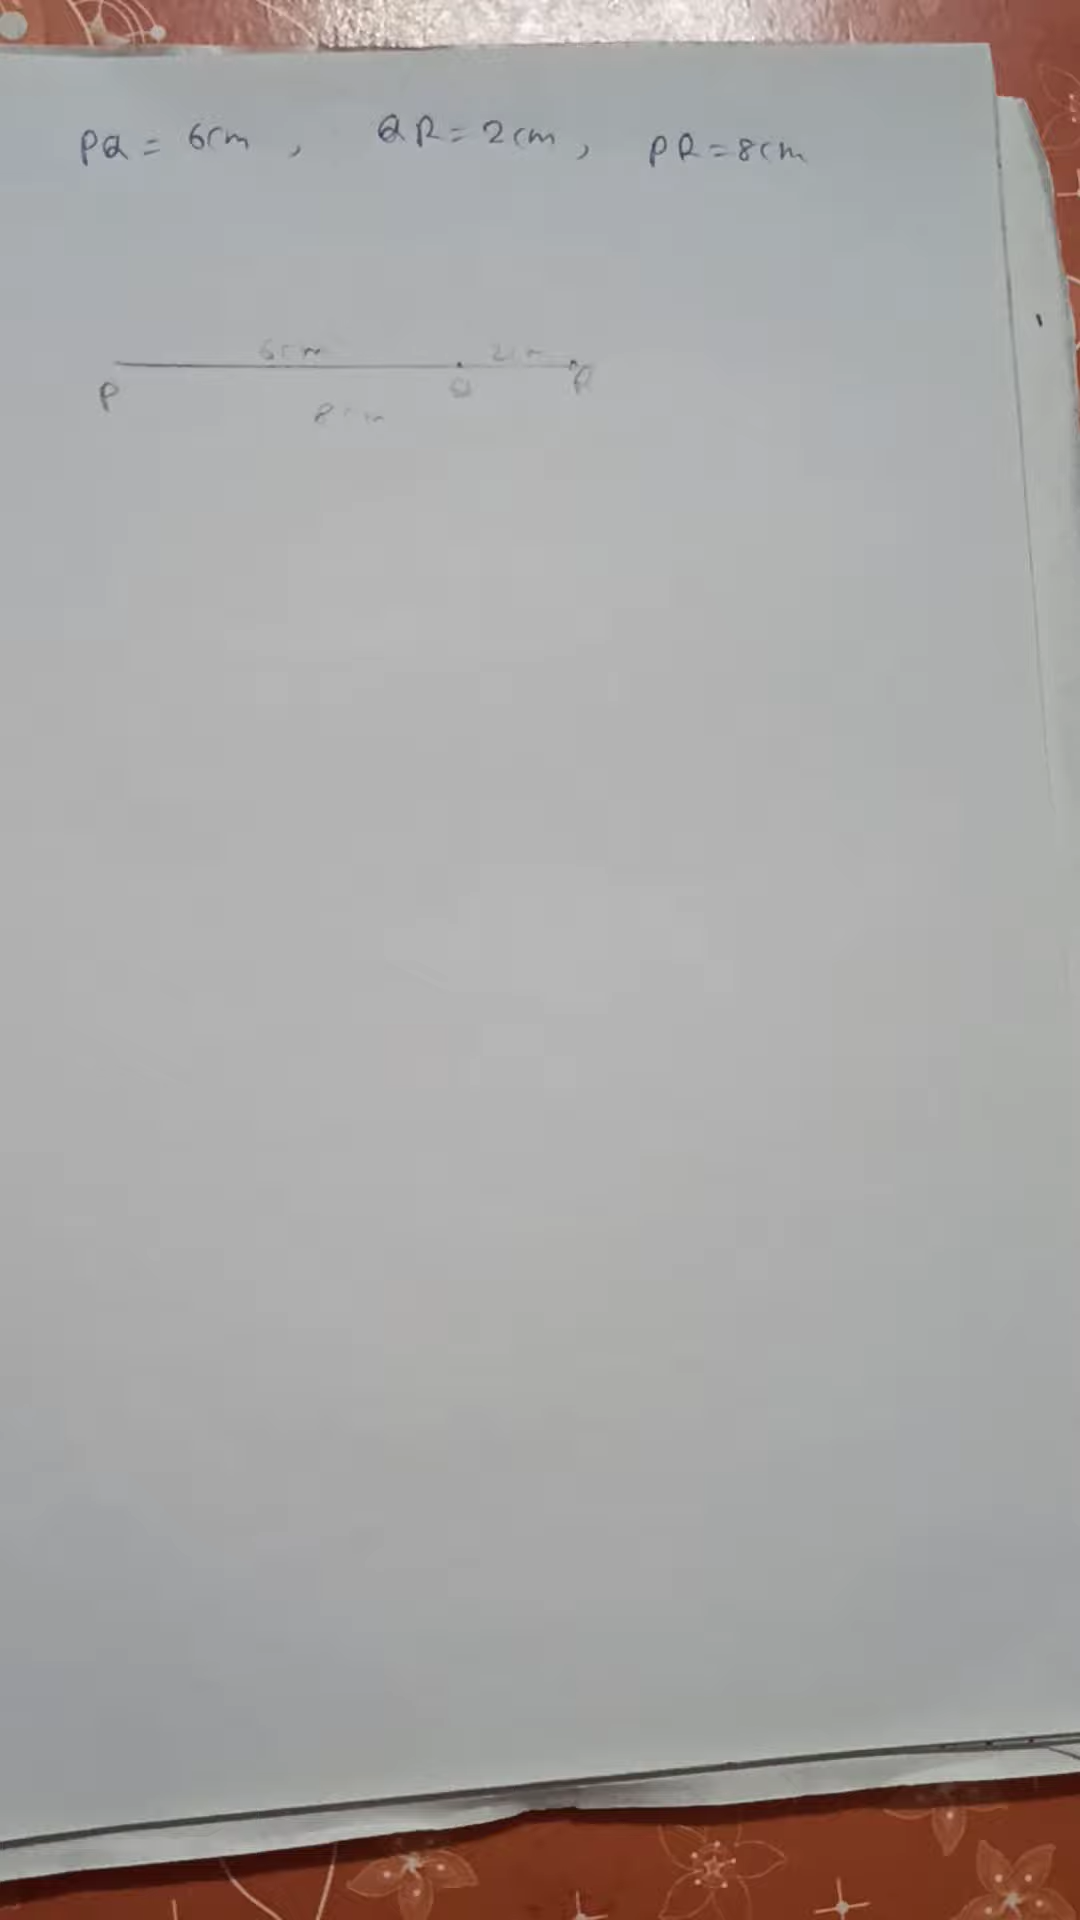 PQ = 6cm , QR = 2cm , PR = 8cm
6cm 2cm
P Q R
8cm